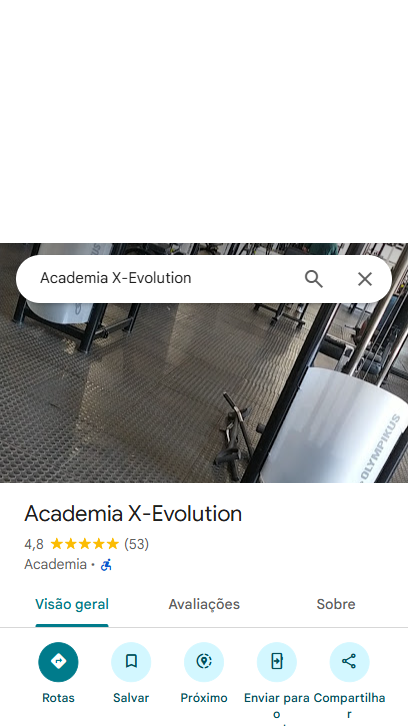 Academia X-Evolution
OLYMPIKUS
Academia X-Evolution
4,8 (53)
Academia ·
Visão geral Avaliações Sobre
Rotas Salvar Próximo Enviar para o Compartilhar